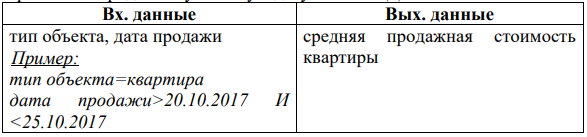 Вх. данные
Вых. данные
тип объекта, дата продажи
Пример:
тип объекта=квартира
дата продажи>20.10.2017 И
<25.10.2017
средняя продажная стоимость
квартиры